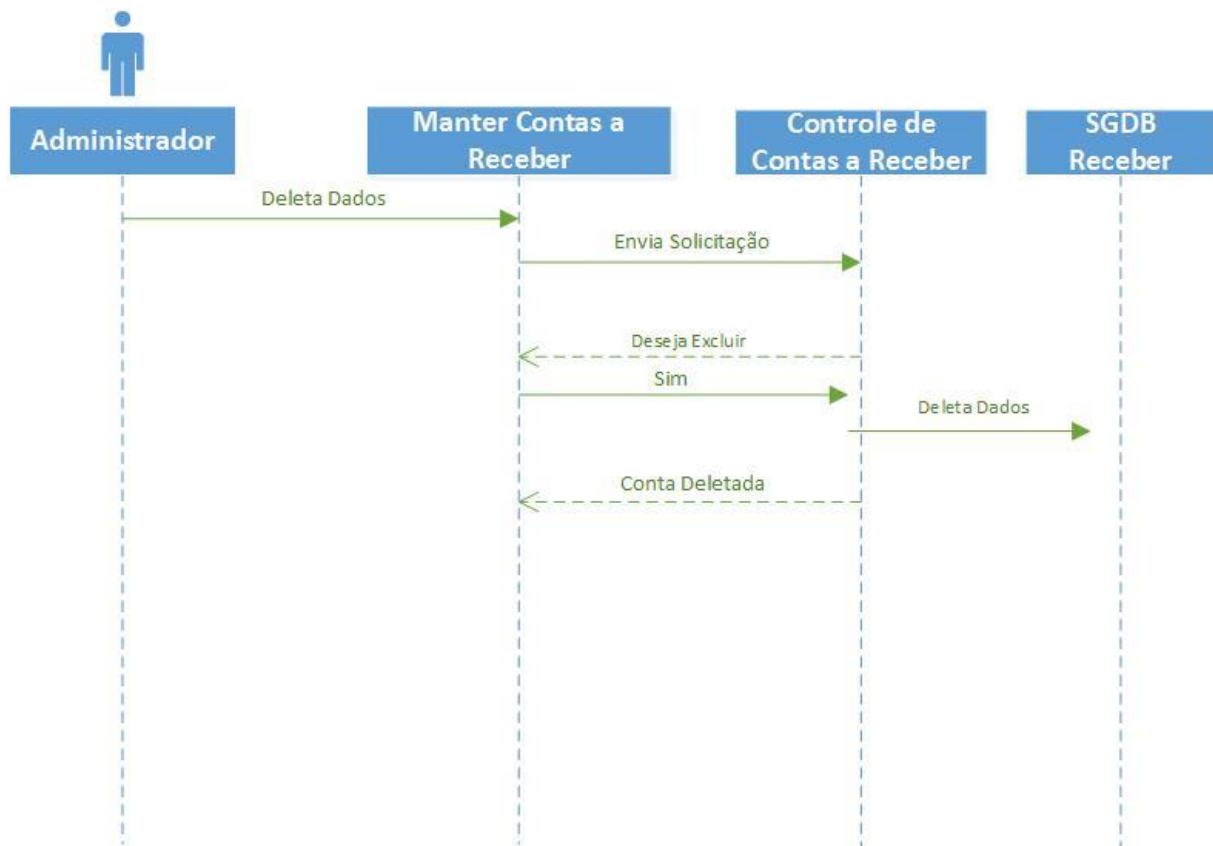 Administrador
Manter Contas a
Receber
Controle de
Contas a Receber
SGDB
Receber
Deleta Dados
Envia Solicitação
Deseja Excluir
Sim
Deleta Dados
Conta Deletada